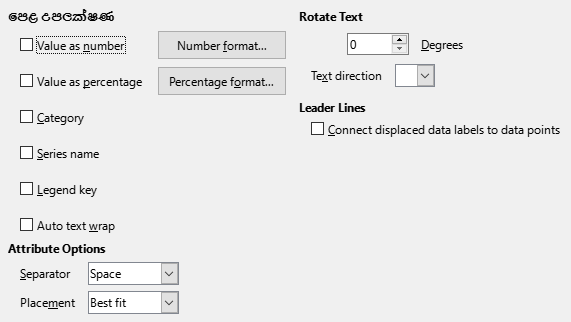 පෙළ උපලක්ෂණ
Value as number
Number format...
Value as percentage
Percentage format...
Category
Series name
Legend key
Auto text wrap
Attribute Options
Separator
Space
Placement
Best fit
Rotate Text
0
Degrees
Text direction
Leader Lines
Connect displaced data labels to data points